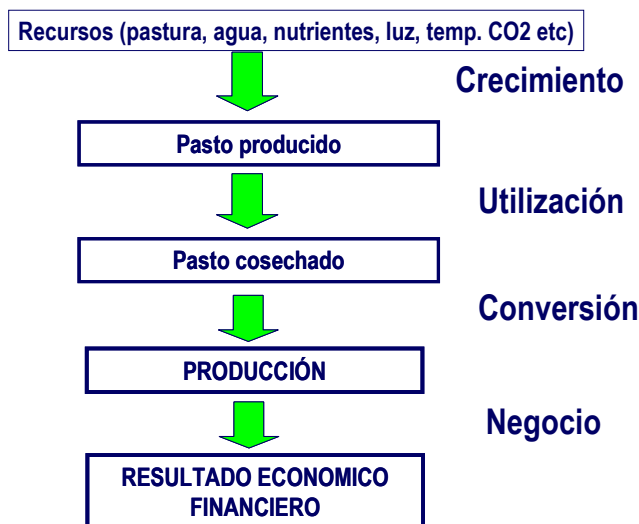 Recursos (pastura, agua, nutrientes, luz, temp. CO2 etc)
Crecimiento
Pasto producido
Utilización
Pasto cosechado
Conversión
PRODUCCIÓN
Negocio
RESULTADO ECONOMICO
FINANCIERO